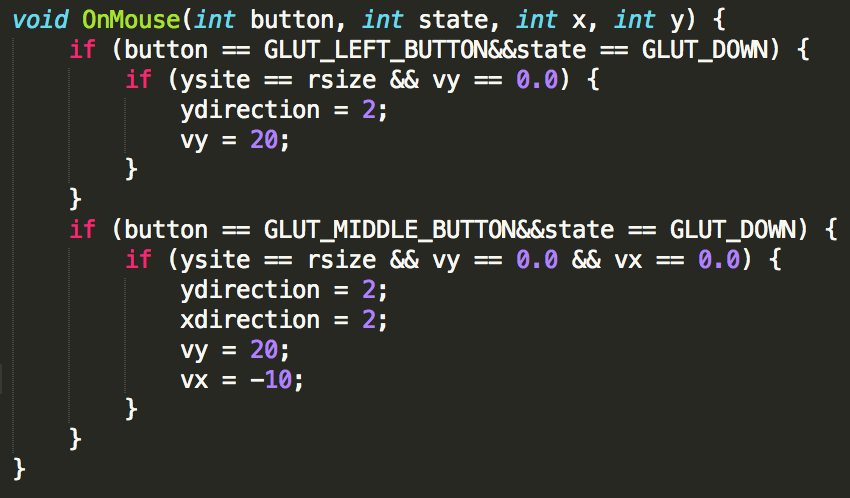 void OnMouse(int button, int state, int x, int y) {
    if (button == GLUT_LEFT_BUTTON&&state == GLUT_DOWN) {
        if (ysite == rsize && vy == 0.0) {
            ydirection = 2;
            vy = 20;
        }
    }
    if (button == GLUT_MIDDLE_BUTTON&&state == GLUT_DOWN) {
        if (ysite == rsize && vy == 0.0 && vx == 0.0) {
            ydirection = 2;
            xdirection = 2;
            vy = 20;
            vx = -10;
        }
    }
}